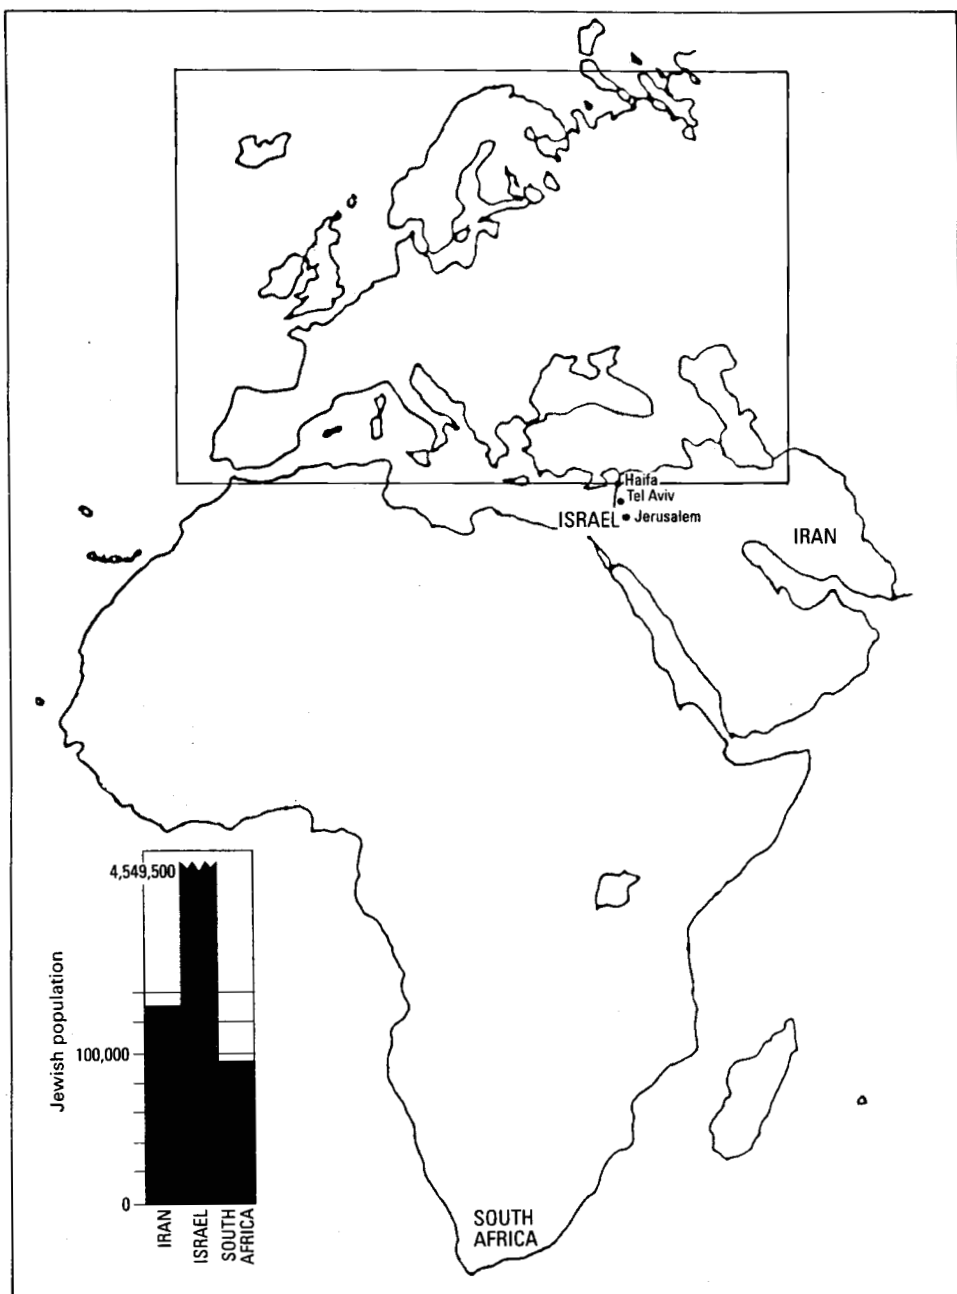 Haifa
Tel Aviv
ISRAEL
Jerusalem
IRAN
4,549,500
Jewish population
100,000
0
IRAN
ISRAEL
SOUTH
AFRICA
SOUTH
AFRICA